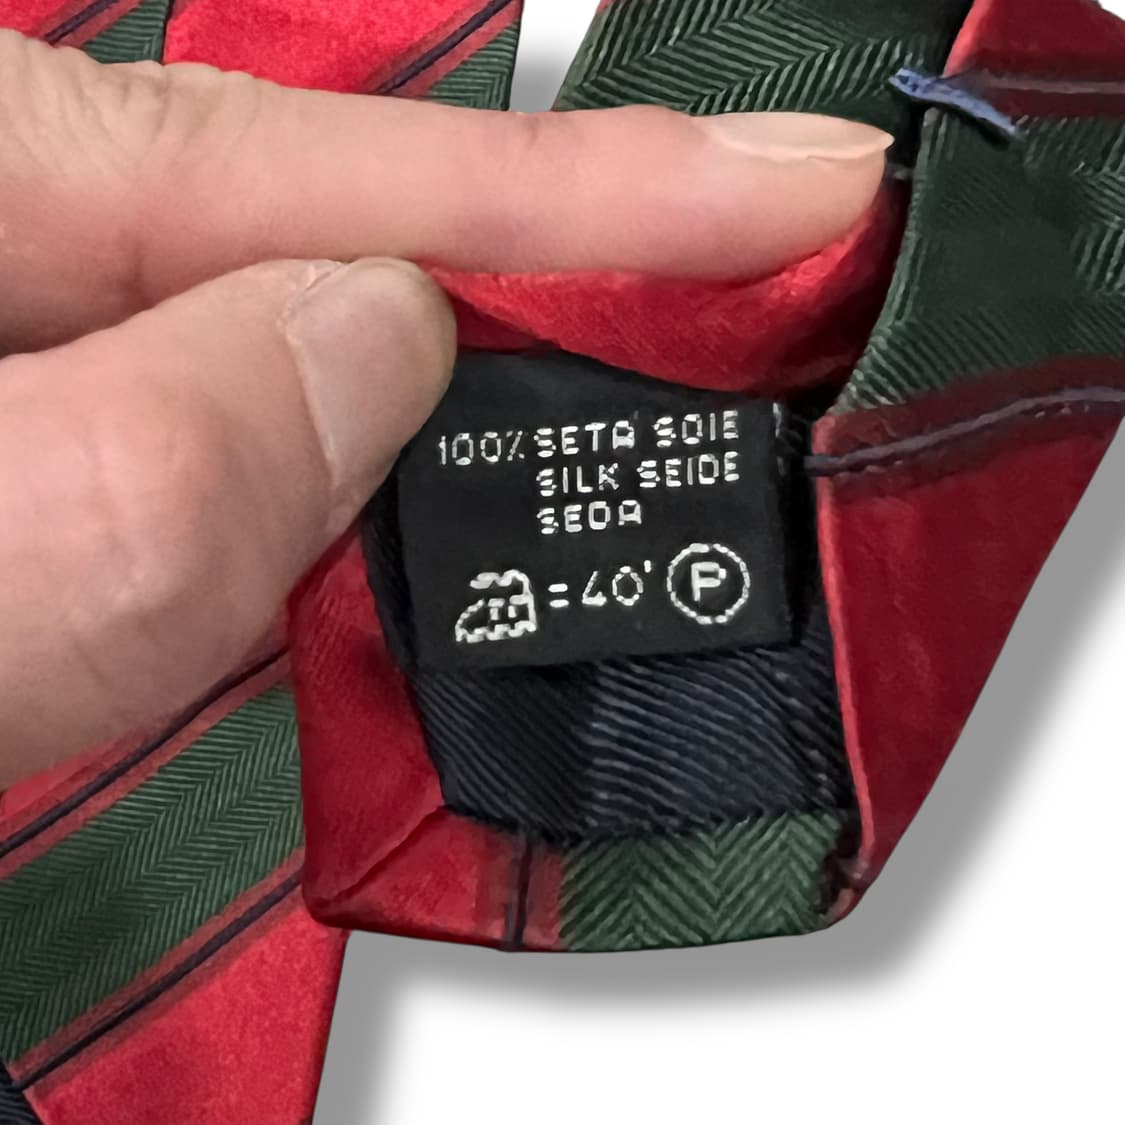 100% SETA SOIE
SILK SEIDE
SEDA
= 40' P